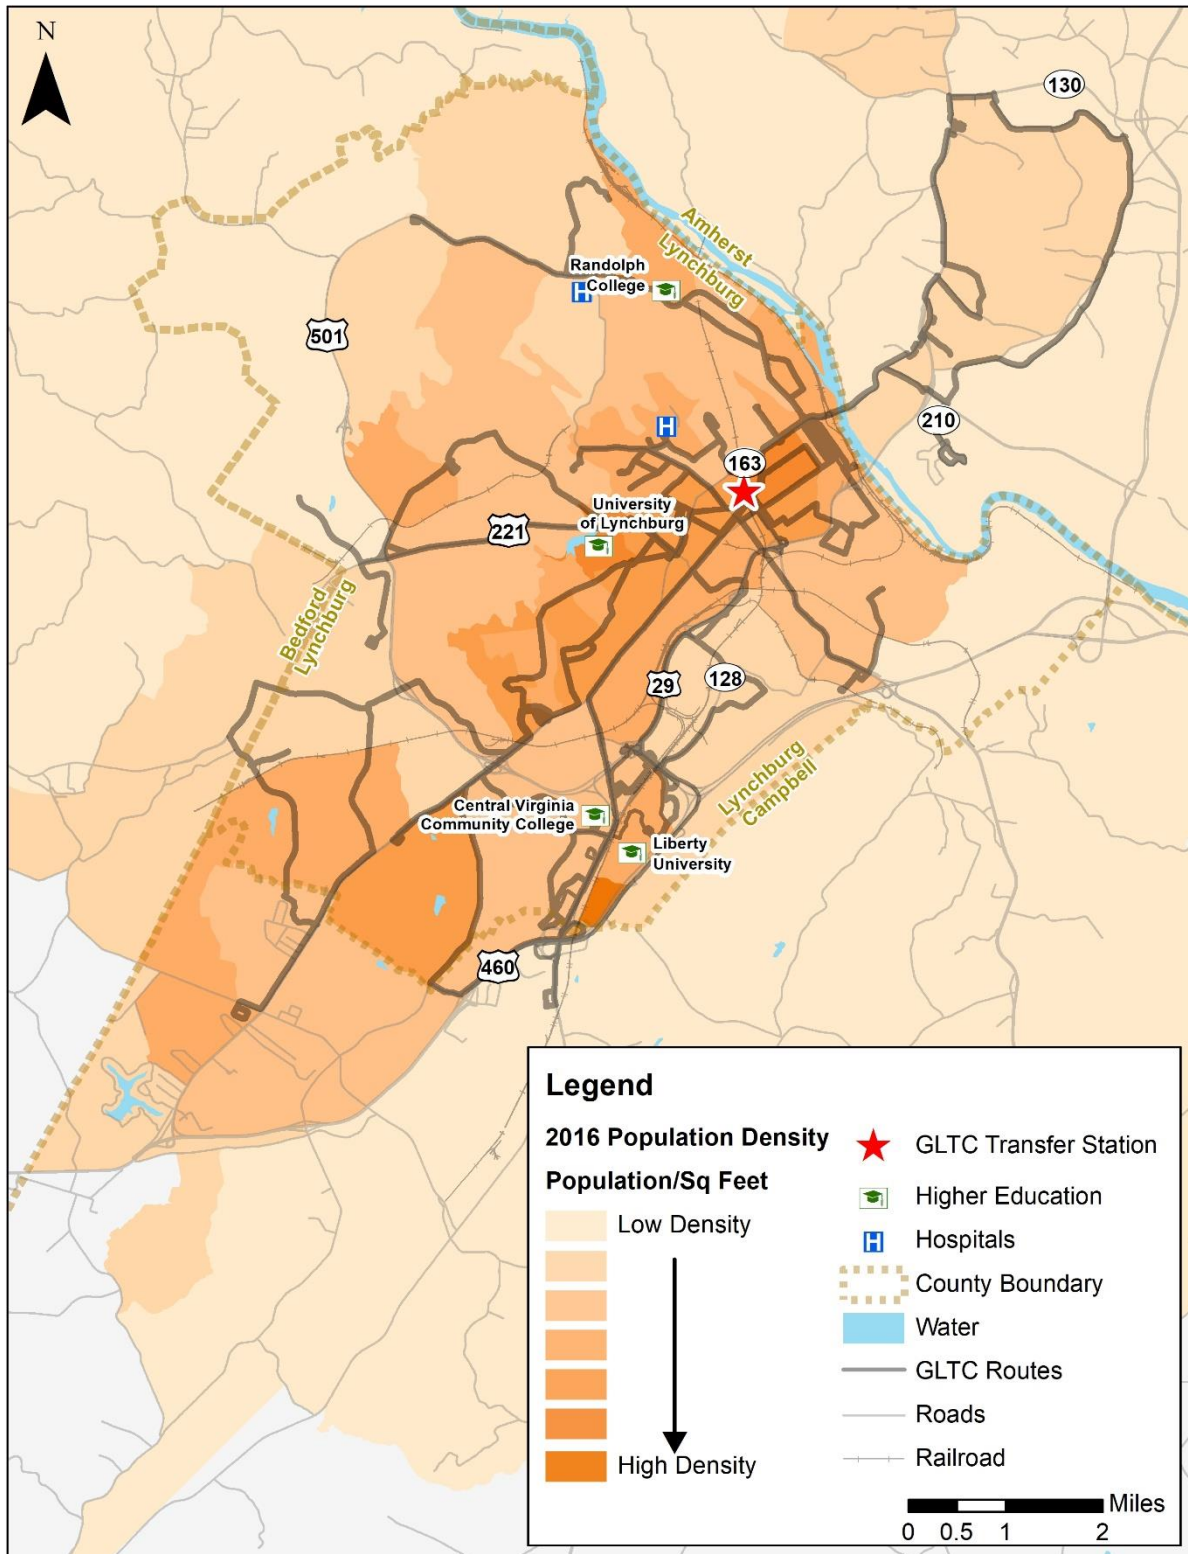 N
130
Amherst
Lynchburg
Randolph
College
H
501
210
H
163
University
of Lynchburg
221
Bedford
Lynchburg
29
128
Lynchburg
Campbell
Central Virginia
Community College
Liberty
University
460
Legend
2016 Population Density
Population/Sq Feet
Low Density
High Density
GLTC Transfer Station
Higher Education
H Hospitals
County Boundary
Water
GLTC Routes
Roads
Railroad
Miles
0 0.5 1 2